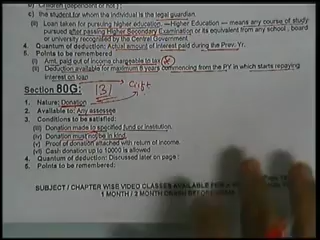 c) the student for whom the individual is the legal guardian.
(ii) Loan taken for pursuing higher education. –Higher Education – means any course of study
pursued after passing Higher Secondary Examination or its equivalent from any school, board
or university recognised by the Central Government
4. Quantum of deduction: Actual amount of interest paid during the Prev. Yr.
5. Points to be remembered
(i) Amt. paid out of income chargeable to tax
(ii) Deduction available for maximum 8 years commencing from the PY in which starts repaying
interest on loan
Section 80G:
1. Nature: Donation
2. Available to: Any assessee
3. Conditions to be satisfied:
(iii) Donation made to specified fund or institution.
(iv) Donation must not be in kind.
(v) Proof of donation attached with return of income.
(vi) Cash donation up to 10000 is allowed
4. Quantum of deduction: Discussed later on page :
5. Points to be remembered:
SUBJECT / CHAPTER WISE VIDEO CLASSES AVAILABLE FOR
1 MONTH / 2 MONTH